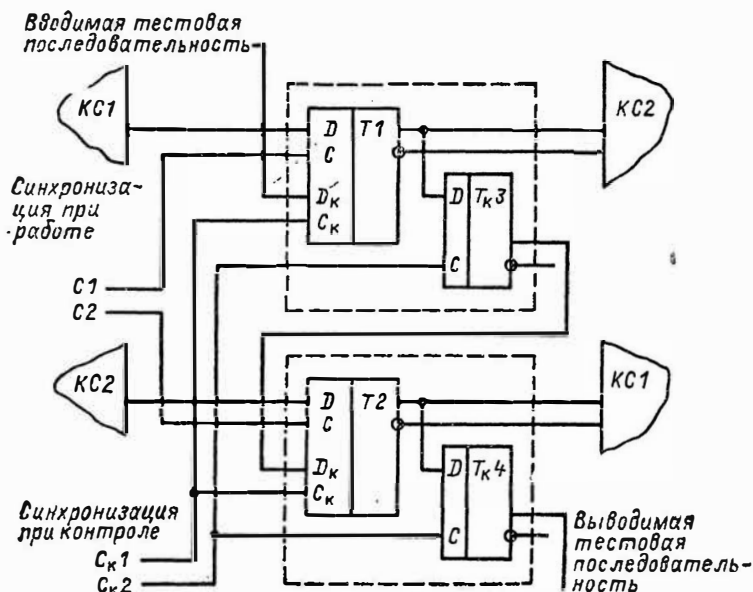 Вводимая тестовая
последовательность
КС1
D
T1
C
Dк
Cк
КС2
D
Tк3
C
Синхрониза-
ция при
работе
C1
C2
КС2
D
T2
C
Dк
Cк
КС1
D
Tк4
C
Синхронизация
при контроле
Cк1
Cк2
Выводимая
тестовая
последователь-
ность